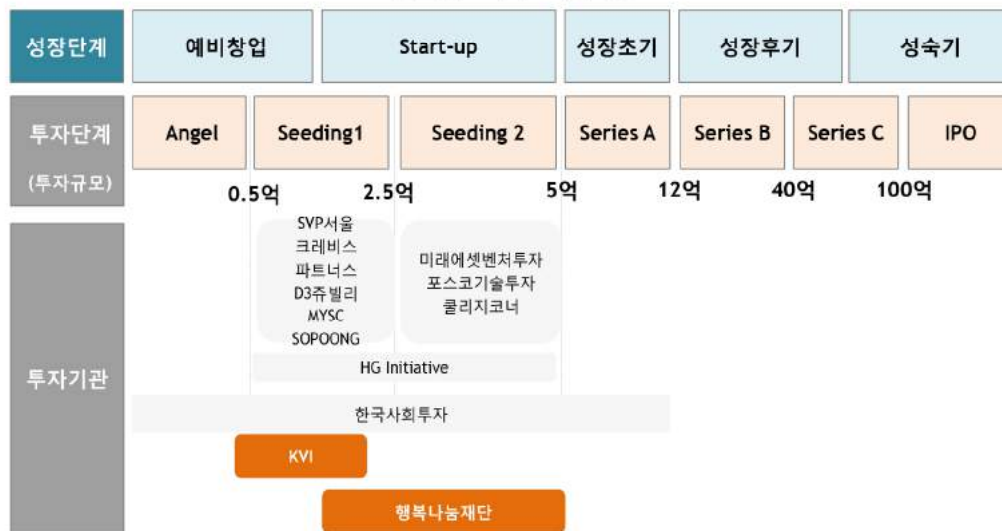 성장단계
예비창업
Start-up
성장초기
성장후기
성숙기
투자단계
(투자규모)
Angel
Seeding1
Seeding 2
Series A
Series B
Series C
IPO
0.5억
2.5억
5억
12억
40억
100억
투자기관
SVP서울
크레비스
파트너스
D3쥬빌리
MYSC
SOPOONG
미래에셋벤처투자
포스코기술투자
쿨리지코너
HG Initiative
한국사회투자
KVI
행복나눔재단